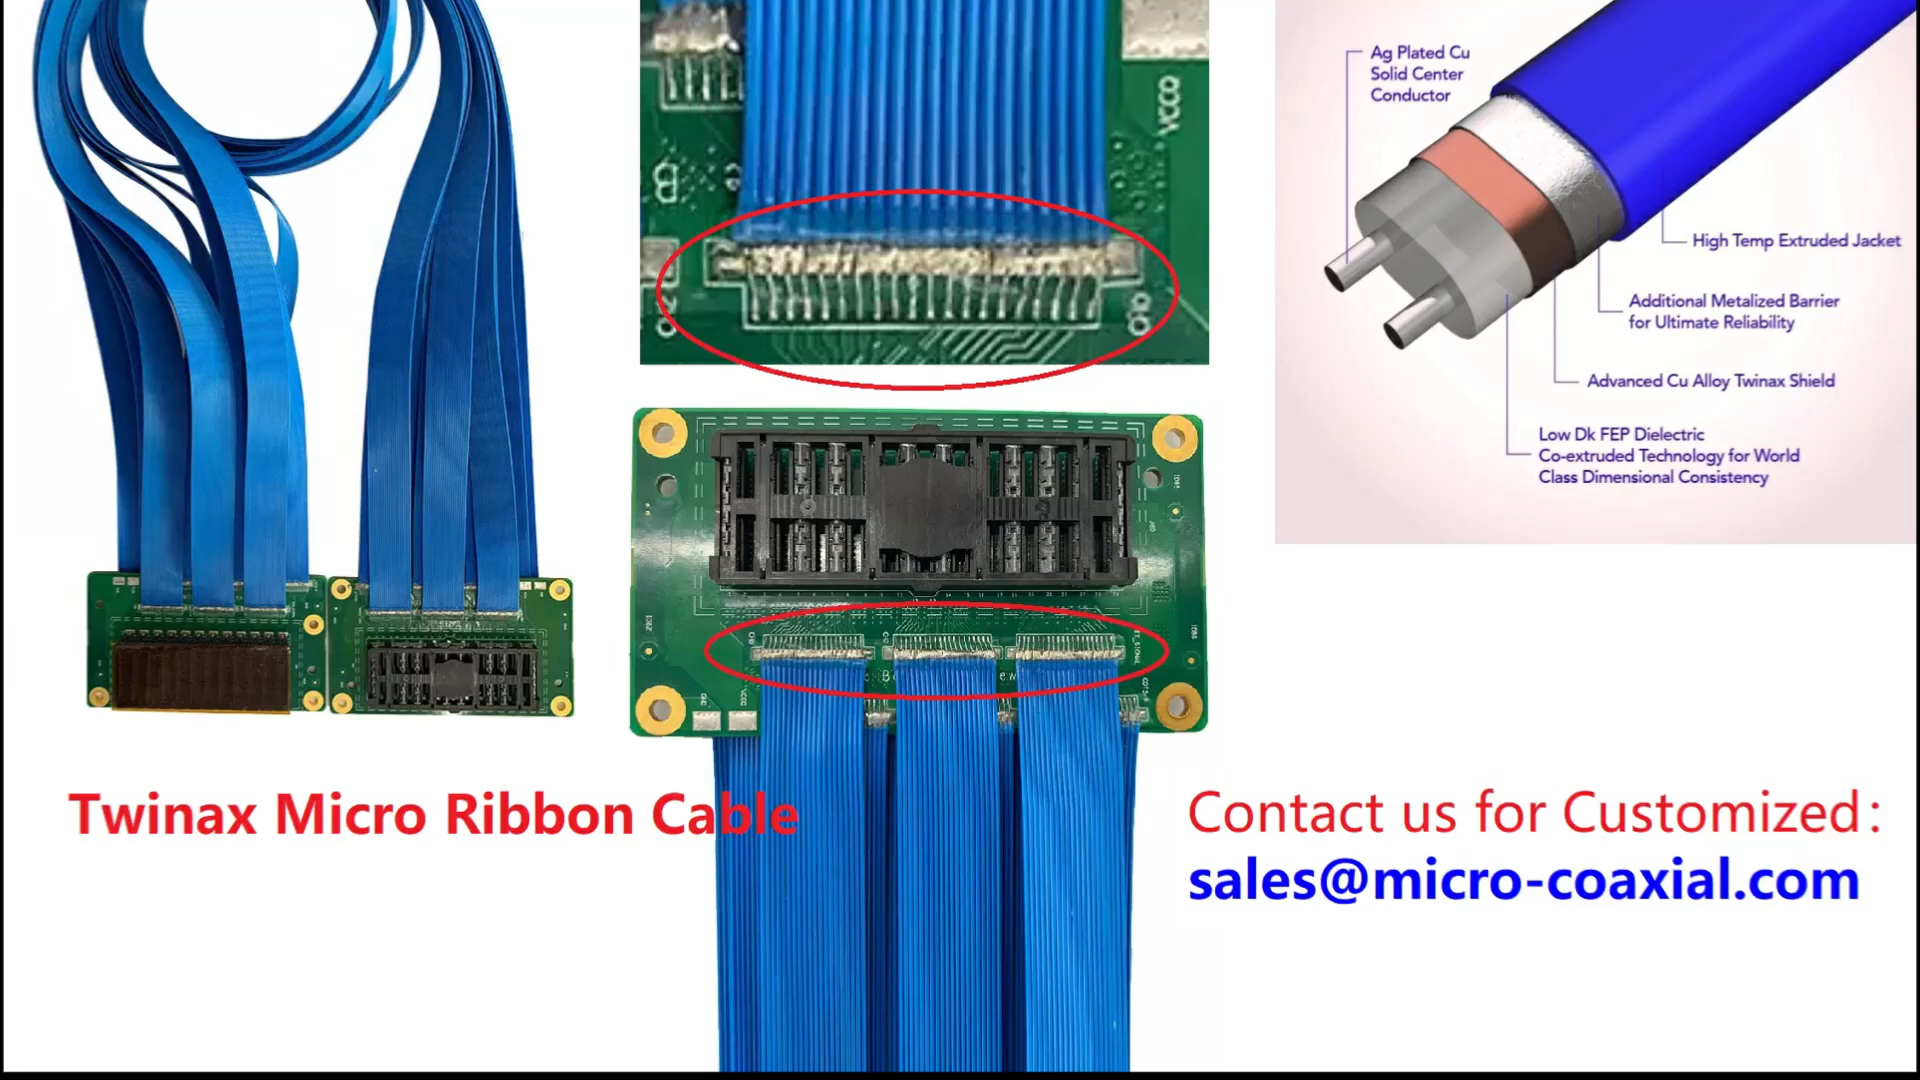 Ag Plated Cu
Solid Center
Conductor
VCCO
High Temp Extruded Jacket
Additional Metalized Barrier
for Ultimate Reliability
Advanced Cu Alloy Twinax Shield
Low Dk FEP Dielectric
Co-extruded Technology for World
Class Dimensional Consistency
Twinax Micro Ribbon Cable
Contact us for Customized:
sales@micro-coaxial.com